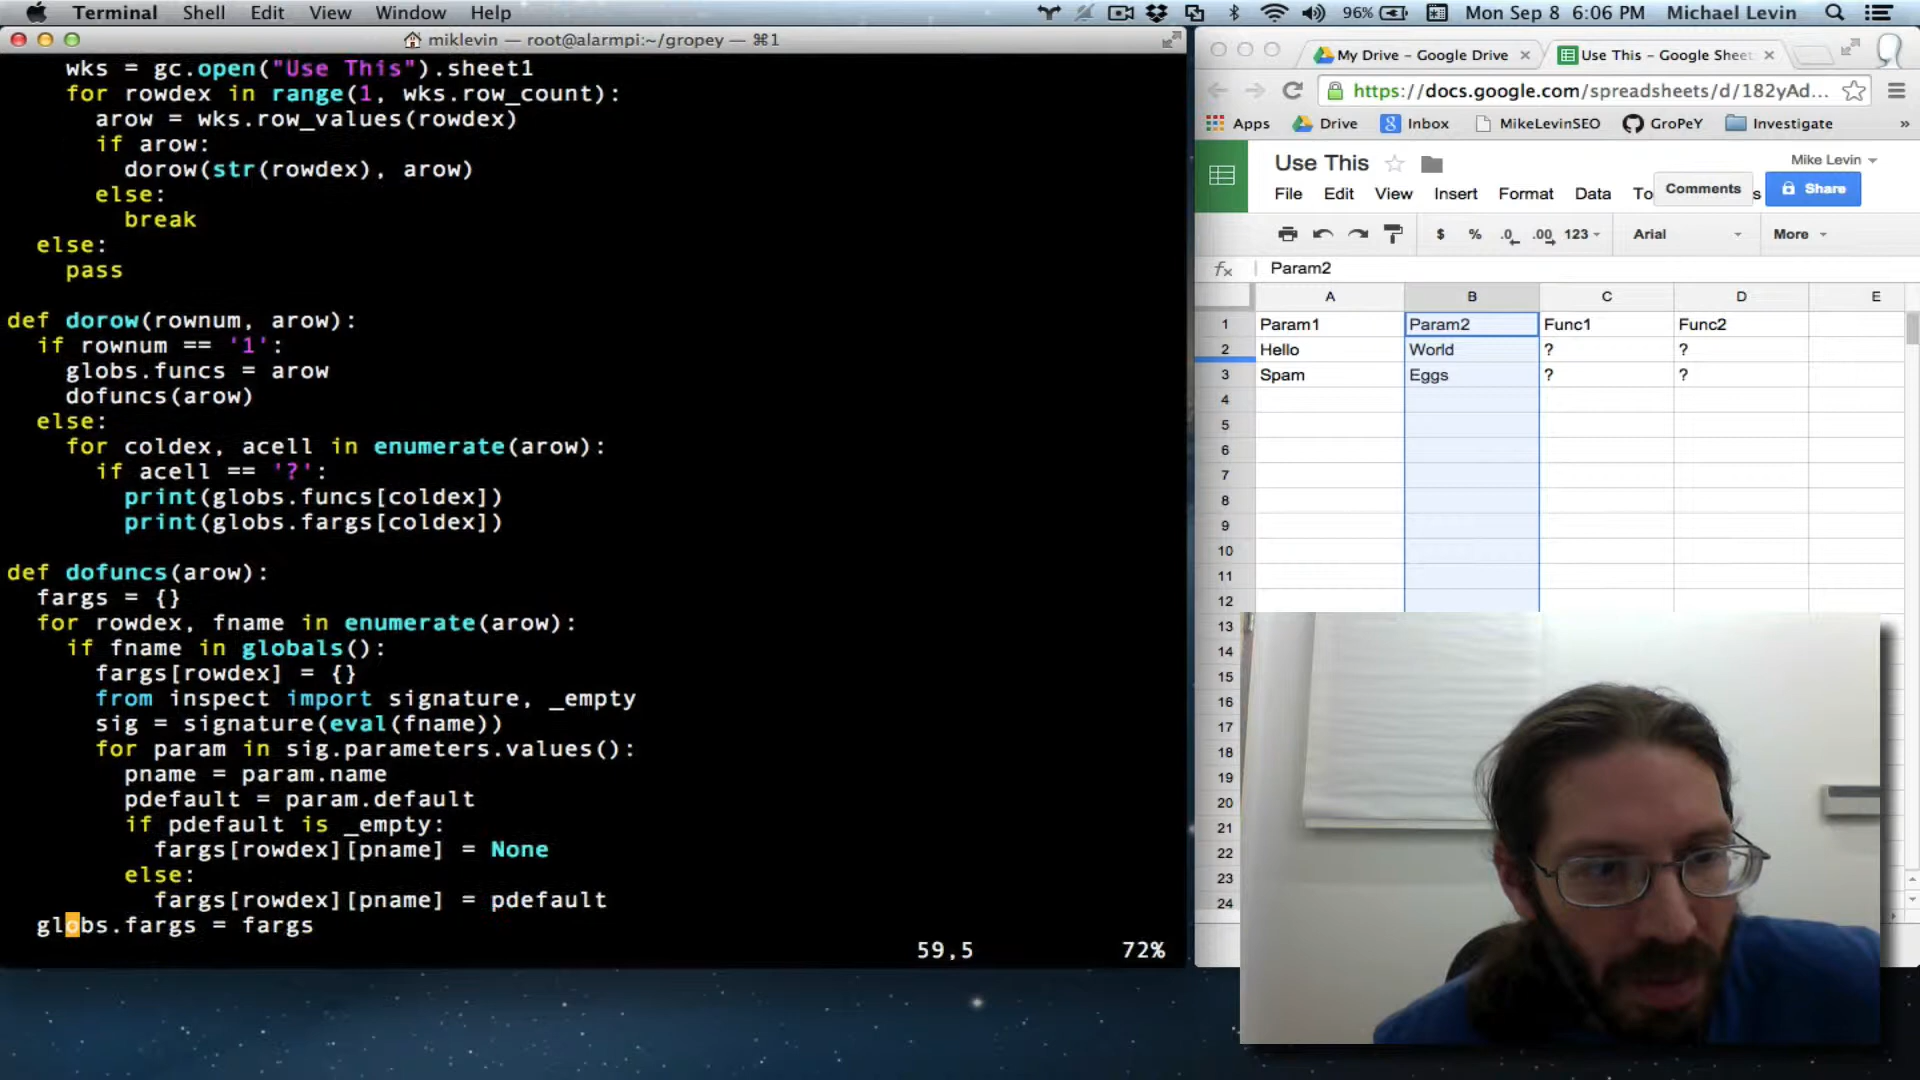 Terminal Shell Edit View Window Help
96% Mon Sep 8 6:06 PM Michael Levin
miklevin — root@alarmpi:~/gropey — ⌘1
wks = gc.open("Use This").sheet1
for rowdex in range(1, wks.row_count):
arow = wks.row_values(rowdex)
if arow:
dorow(str(rowdex), arow)
else:
break
else:
pass
def dorow(rownum, arow):
if rownum == '1':
globs.funcs = arow
dofuncs(arow)
else:
for coldex, acell in enumerate(arow):
if acell == '?':
print(globs.funcs[coldex])
print(globs.fargs[coldex])
def dofuncs(arow):
fargs = {}
for rowdex, fname in enumerate(arow):
if fname in globals():
fargs[rowdex] = {}
from inspect import signature, _empty
sig = signature(eval(fname))
for param in sig.parameters.values():
pname = param.name
pdefault = param.default
if pdefault is _empty:
fargs[rowdex][pname] = None
else:
fargs[rowdex][pname] = pdefault
globs.fargs = fargs
59,5 72%
My Drive – Google Drive × Use This – Google Sheet ×
https://docs.google.com/spreadsheets/d/182yAd...
Apps Drive Inbox MikeLevinSEO GroPeY Investigate »
Use This Mike Levin
File Edit View Insert Format Data To s Comments Share
$ % .0 .00 123 Arial More
fx Param2
A B C D E
1 Param1 Param2 Func1 Func2
2 Hello World ? ?
3 Spam Eggs ? ?
4
5
6
7
8
9
10
11
12
13
14
15
16
17
18
19
20
21
22
23
24